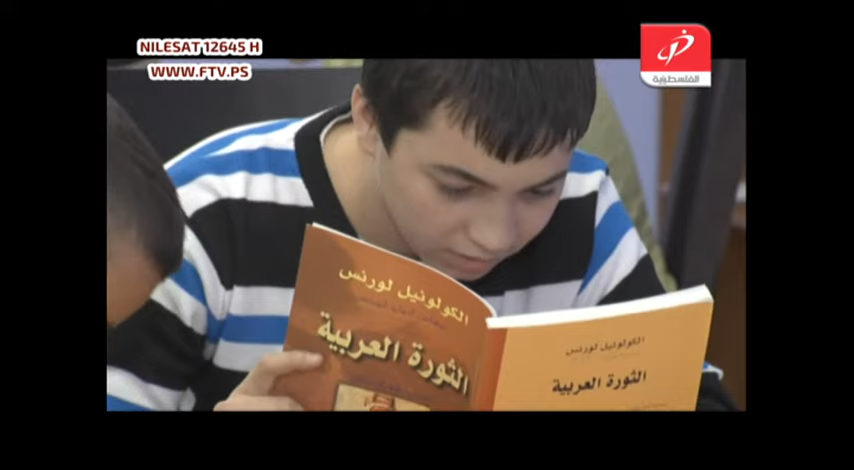 NILESAT 12645 H
WWW.FTV.PS
الفلسطينية
الكولونيل لورنس
الثورة العربية
الكولونيل لورنس
الثورة العربية